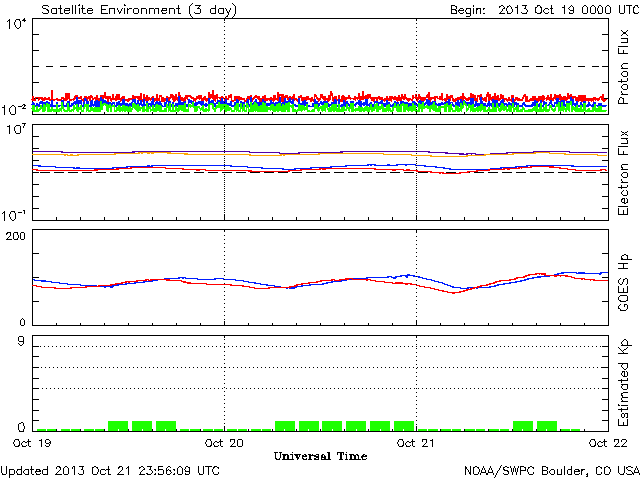 Satellite Environment (3 day) Begin: 2013 Oct 19 0000 UTC
10^4
10^-2
Proton Flux
10^7
10^-1
Electron Flux
200
0
GOES Hp
9
0
Estimated Kp
Oct 19 Oct 20 Oct 21 Oct 22
Universal Time
Updated 2013 Oct 21 23:56:09 UTC NOAA/SWPC Boulder, CO USA